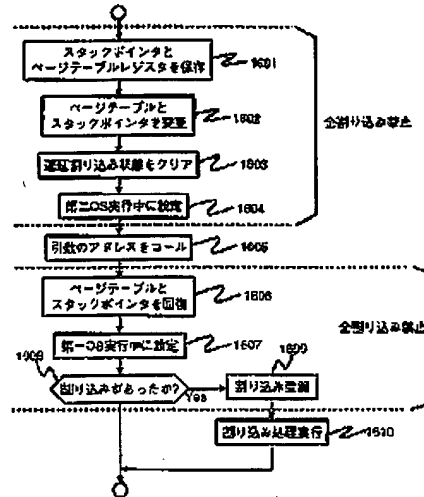 スタックポインタと
ページテーブルレジスタを保存
1601
ページテーブルと
スタックポインタを変更
1602
全割り込み禁止
遅延割り込み状態をクリア
1603
第二OS実行中に設定
1604
引数のアドレスをコール
1605
ページテーブルと
スタックポインタを回復
1606
全割り込み禁止
第一OS実行中に設定
1607
1608
割り込みがあったか?
Yes
1609
割り込み登録
割り込み処理実行
1610